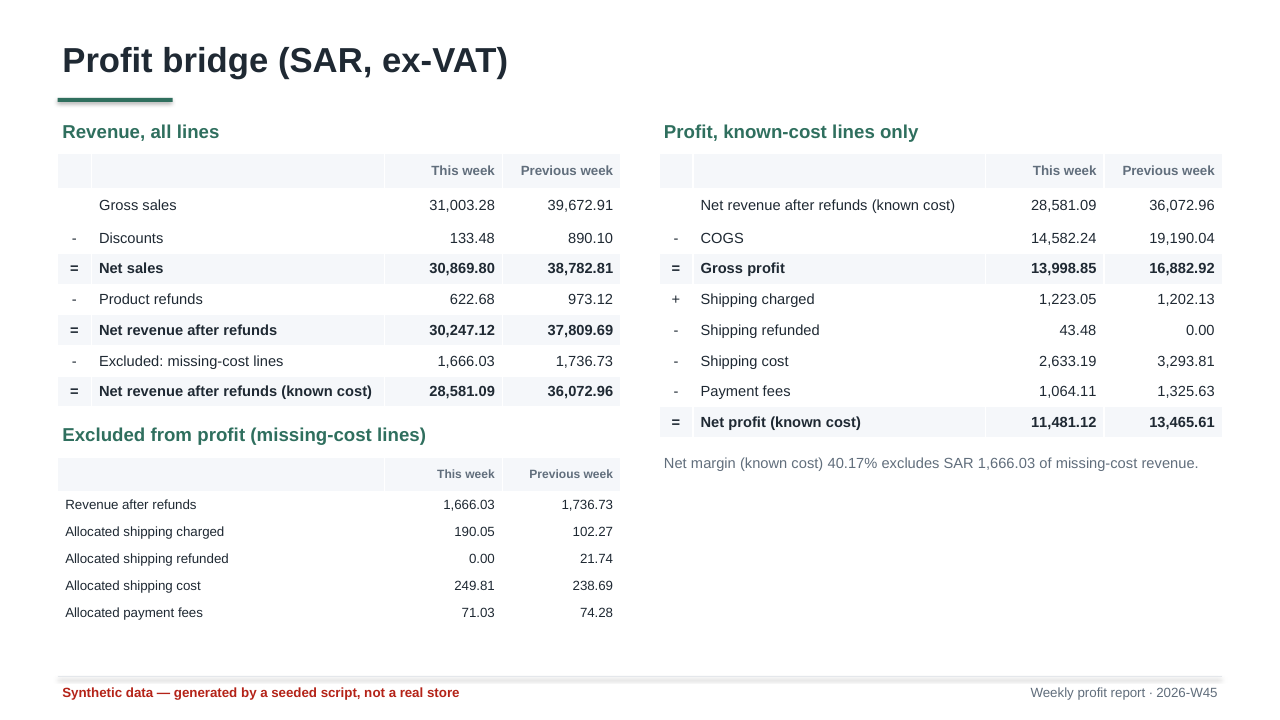 Profit bridge (SAR, ex-VAT)
Revenue, all lines
This week Previous week
Gross sales 31,003.28 39,672.91
- Discounts 133.48 890.10
= Net sales 30,869.80 38,782.81
- Product refunds 622.68 973.12
= Net revenue after refunds 30,247.12 37,809.69
- Excluded: missing-cost lines 1,666.03 1,736.73
= Net revenue after refunds (known cost) 28,581.09 36,072.96
Excluded from profit (missing-cost lines)
This week Previous week
Revenue after refunds 1,666.03 1,736.73
Allocated shipping charged 190.05 102.27
Allocated shipping refunded 0.00 21.74
Allocated shipping cost 249.81 238.69
Allocated payment fees 71.03 74.28
Profit, known-cost lines only
This week Previous week
Net revenue after refunds (known cost) 28,581.09 36,072.96
- COGS 14,582.24 19,190.04
= Gross profit 13,998.85 16,882.92
+ Shipping charged 1,223.05 1,202.13
- Shipping refunded 43.48 0.00
- Shipping cost 2,633.19 3,293.81
- Payment fees 1,064.11 1,325.63
= Net profit (known cost) 11,481.12 13,465.61
Net margin (known cost) 40.17% excludes SAR 1,666.03 of missing-cost revenue.
Synthetic data — generated by a seeded script, not a real store
Weekly profit report · 2026-W45